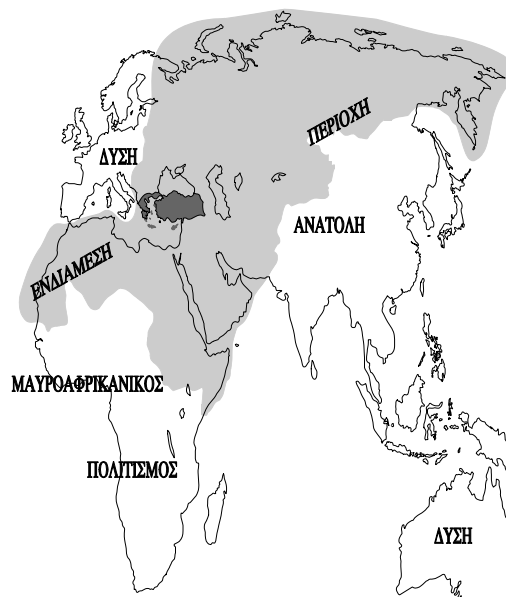 ΔΥΣΗ
ΠΕΡΙΟΧΗ
ΑΝΑΤΟΛΗ
ΕΝΔΙΑΜΕΣΗ
ΜΑΥΡΟΑΦΡΙΚΑΝΙΚΟΣ
ΠΟΛΙΤΙΣΜΟΣ
ΔΥΣΗ